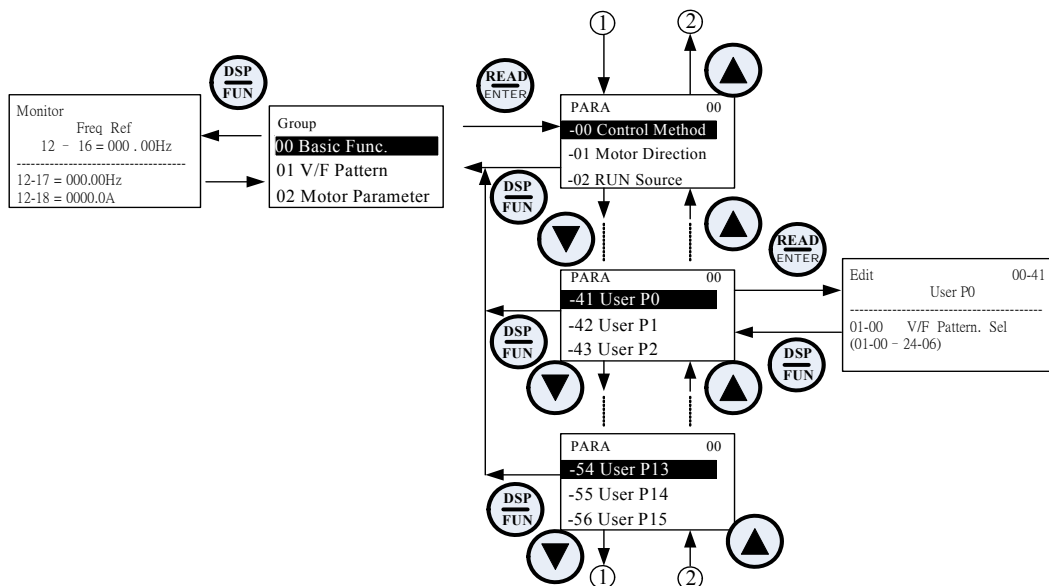 1
2
DSP
FUN
READ
ENTER
Monitor
Freq Ref
12 - 16 = 000 . 00Hz
12-17 = 000.00Hz
12-18 = 0000.0A
Group
00 Basic Func.
01 V/F Pattern
02 Motor Parameter
PARA 00
-00 Control Method
-01 Motor Direction
-02 RUN Source
DSP
FUN
READ
ENTER
PARA 00
-41 User P0
-42 User P1
-43 User P2
Edit 00-41
User P0
01-00 V/F Pattern. Sel
(01-00 - 24-06)
DSP
FUN
DSP
FUN
PARA 00
-54 User P13
-55 User P14
-56 User P15
DSP
FUN
1
2